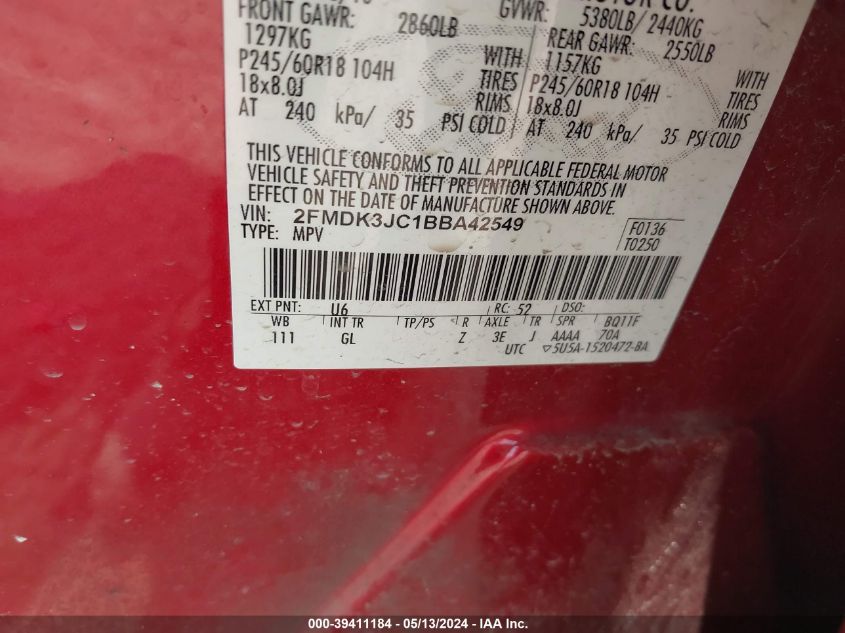 MOTOR CO.
FRONT GAWR: 2860LB GVWR: 5380LB/ 2440KG
1297KG WITH REAR GAWR: 2550LB
P245/60R18 104H TIRES 1157KG WITH
18x8.0J RIMS P245/60R18 104H TIRES
AT 240 kPa/ 35 PSI COLD 18x8.0J RIMS
AT 240 kPa/ 35 PSI COLD
THIS VEHICLE CONFORMS TO ALL APPLICABLE FEDERAL MOTOR
VEHICLE SAFETY AND THEFT PREVENTION STANDARDS IN
EFFECT ON THE DATE OF MANUFACTURE SHOWN ABOVE.
VIN: 2FMDK3JC1BBA42549
TYPE: MPV
F0136
T0250
EXT PNT: U6 RC: 52 DSO:
WB INT TR TP/PS R AXLE TR SPR BQ11F
111 GL Z 3E J AAAA 70A
UTC ▽5U5A-1520472-BA
000-39411184 - 05/13/2024 - IAA Inc.